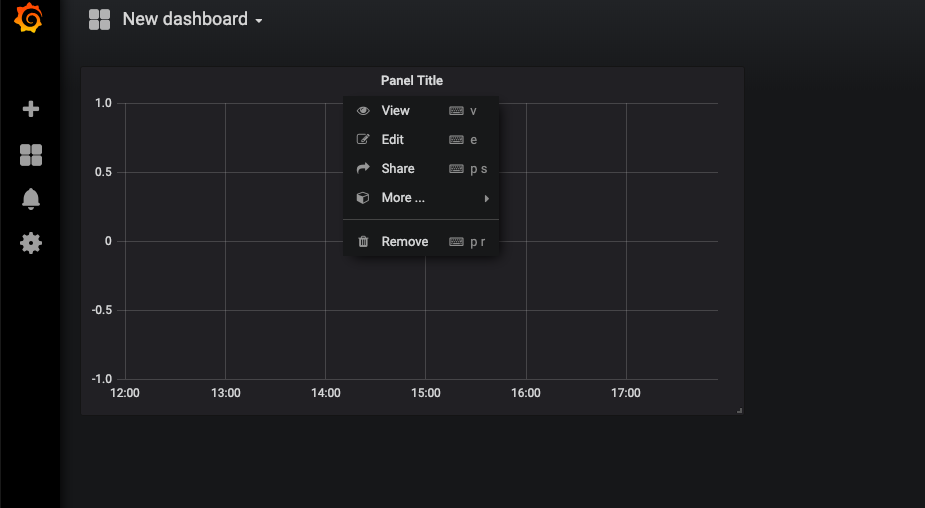 New dashboard
Panel Title
1.0
0.5
0
-0.5
-1.0
View v
Edit e
Share p s
More ...
Remove p r
12:00 13:00 14:00 15:00 16:00 17:00